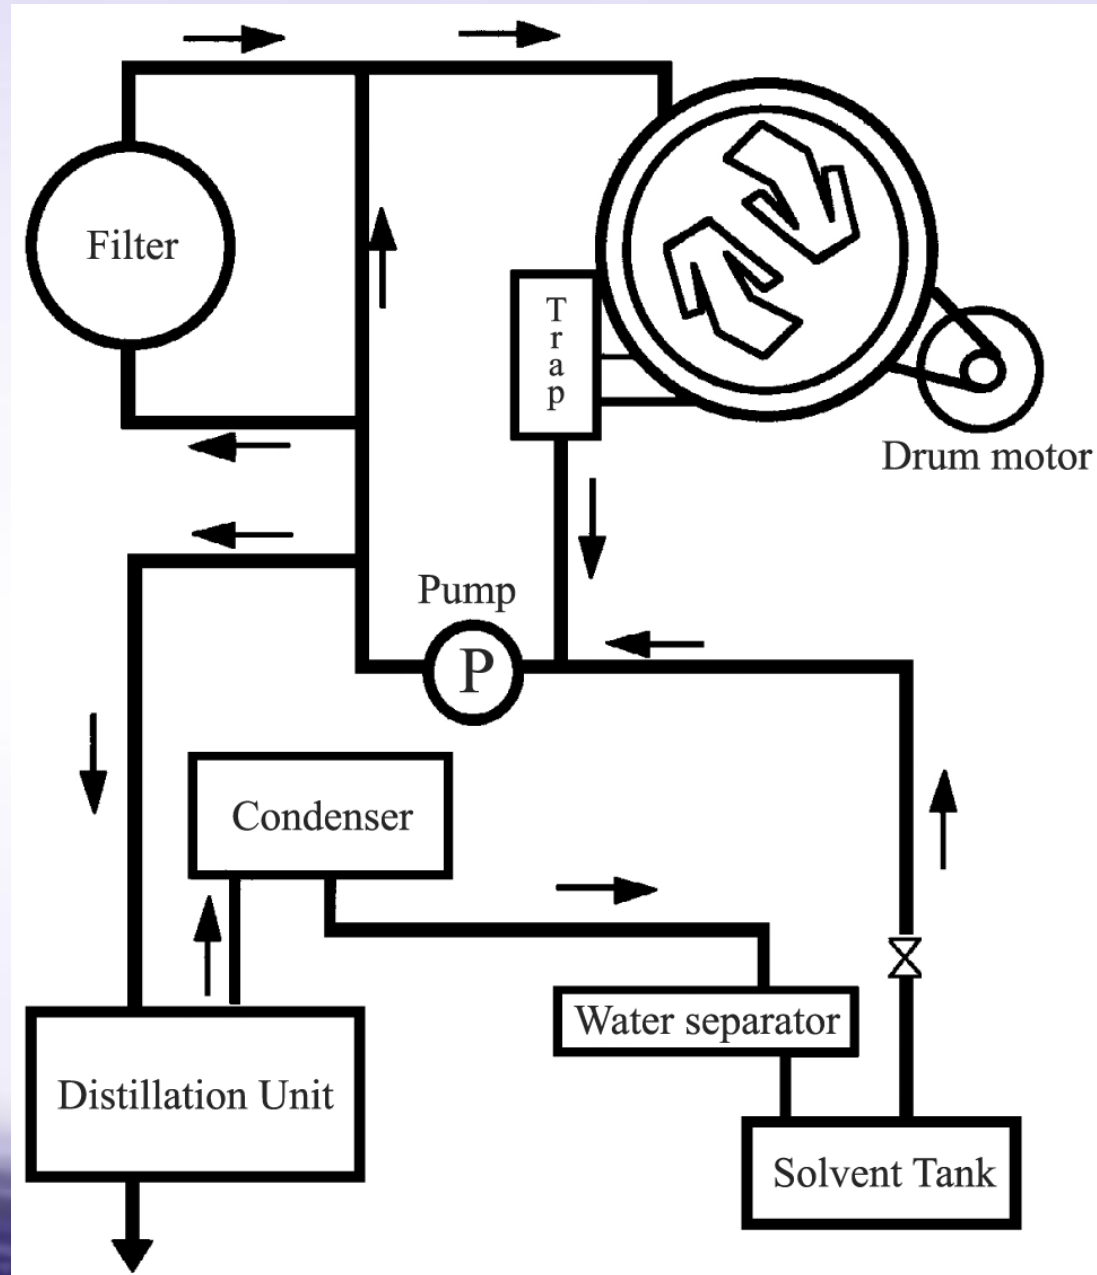 Filter
T
r
a
p
Drum motor
Pump
P
Condenser
Water separator
Distillation Unit
Solvent Tank